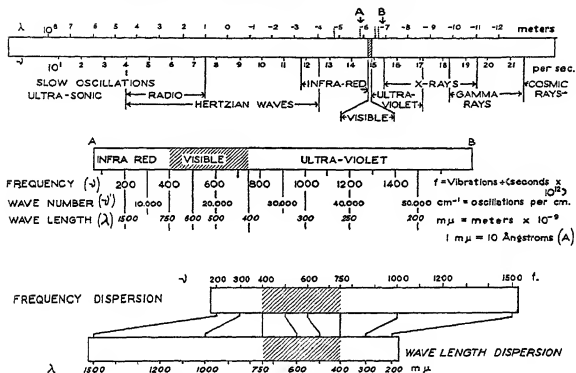 A B
λ 10⁸ 7 6 5 4 3 2 1 0 -1 -2 -3 -4 -5 -6 -7 -8 -9 -10 -11 -12 meters
ν 10¹ 2 3 4 5 6 7 8 9 10 11 12 13 14 15 16 17 18 19 20 21 per sec.
SLOW OSCILLATIONS
ULTRA-SONIC
RADIO
HERTZIAN WAVES
INFRA-RED
VISIBLE
ULTRA-
VIOLET
X-RAYS
GAMMA
RAYS
COSMIC
RAYS
A B
INFRA RED VISIBLE ULTRA-VIOLET
FREQUENCY (ν) 200 400 600 800 1000 1200 1400 f = Vibrations ÷ (seconds × 10¹²)
WAVE NUMBER (ν') 10.000 20.000 30.000 40.000 50.000 cm⁻¹ = oscillations per cm.
WAVE LENGTH (λ) 1500 750 600 500 400 300 250 200 mμ = meters × 10⁻⁹
1 mμ = 10 Ångstroms (A)
ν 200 300 400 500 600 750 1000 1500 f.
FREQUENCY DISPERSION
WAVE LENGTH DISPERSION
λ 1500 1000 750 600 400 300 200 mμ